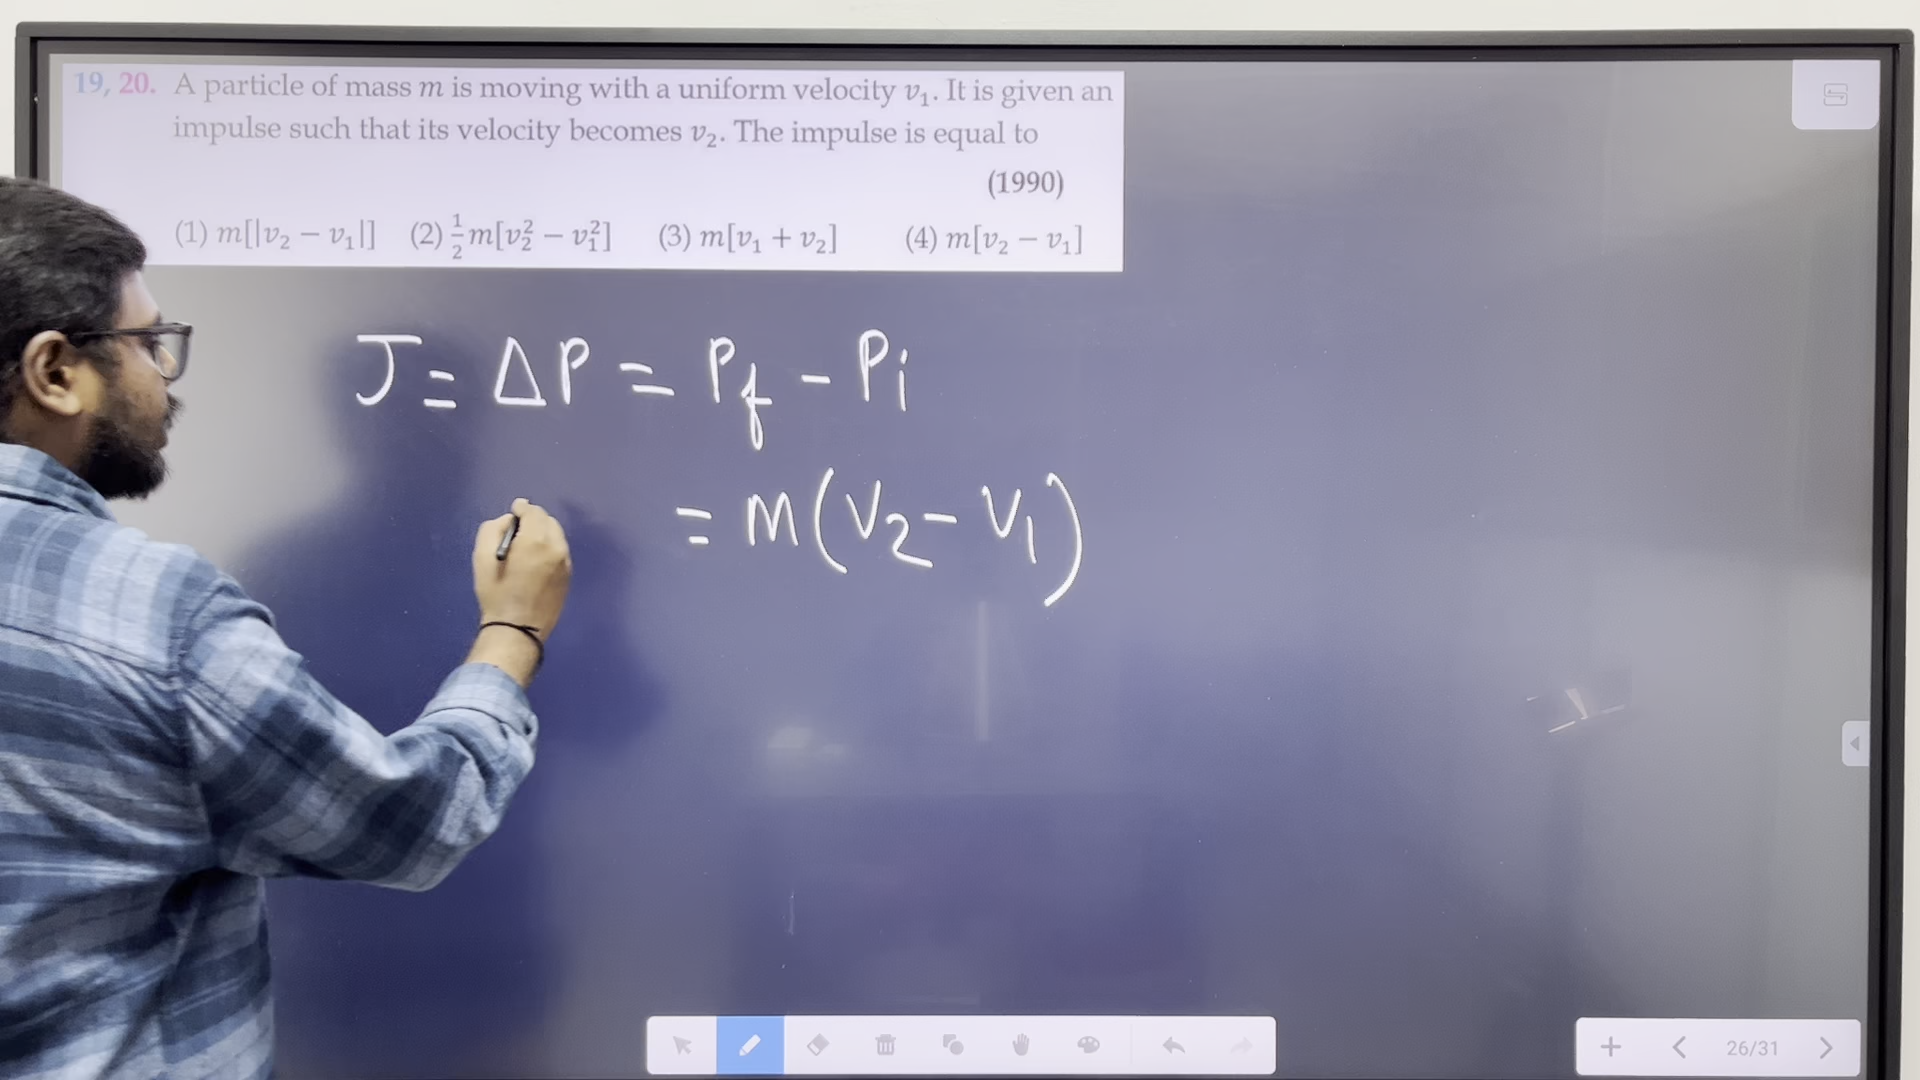 19, 20. A particle of mass m is moving with a uniform velocity v₁. It is given an
impulse such that its velocity becomes v₂. The impulse is equal to
(1990)
(1) m[|v₂ − v₁|] (2) ½m[v₂² − v₁²] (3) m[v₁ + v₂] (4) m[v₂ − v₁]
J = ΔP = Pf - Pi
= m(V₂ - V₁)
26/31